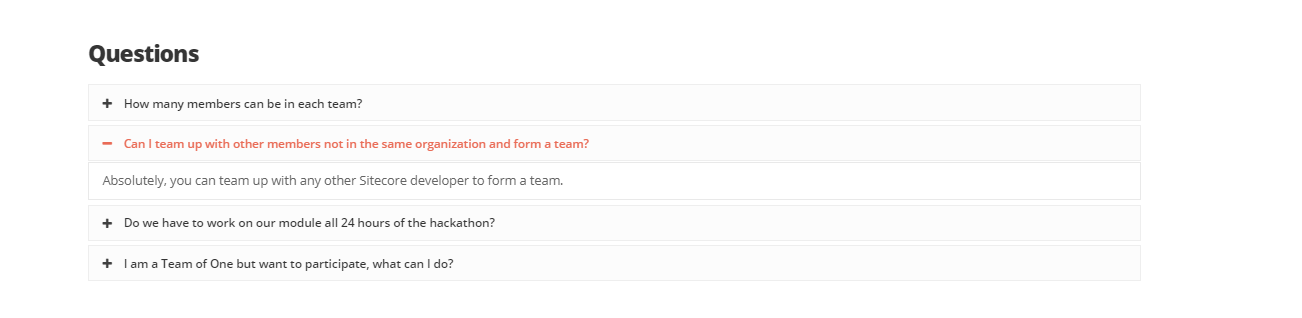 Questions
How many members can be in each team?
Can I team up with other members not in the same organization and form a team?
Absolutely, you can team up with any other Sitecore developer to form a team.
Do we have to work on our module all 24 hours of the hackathon?
I am a Team of One but want to participate, what can I do?